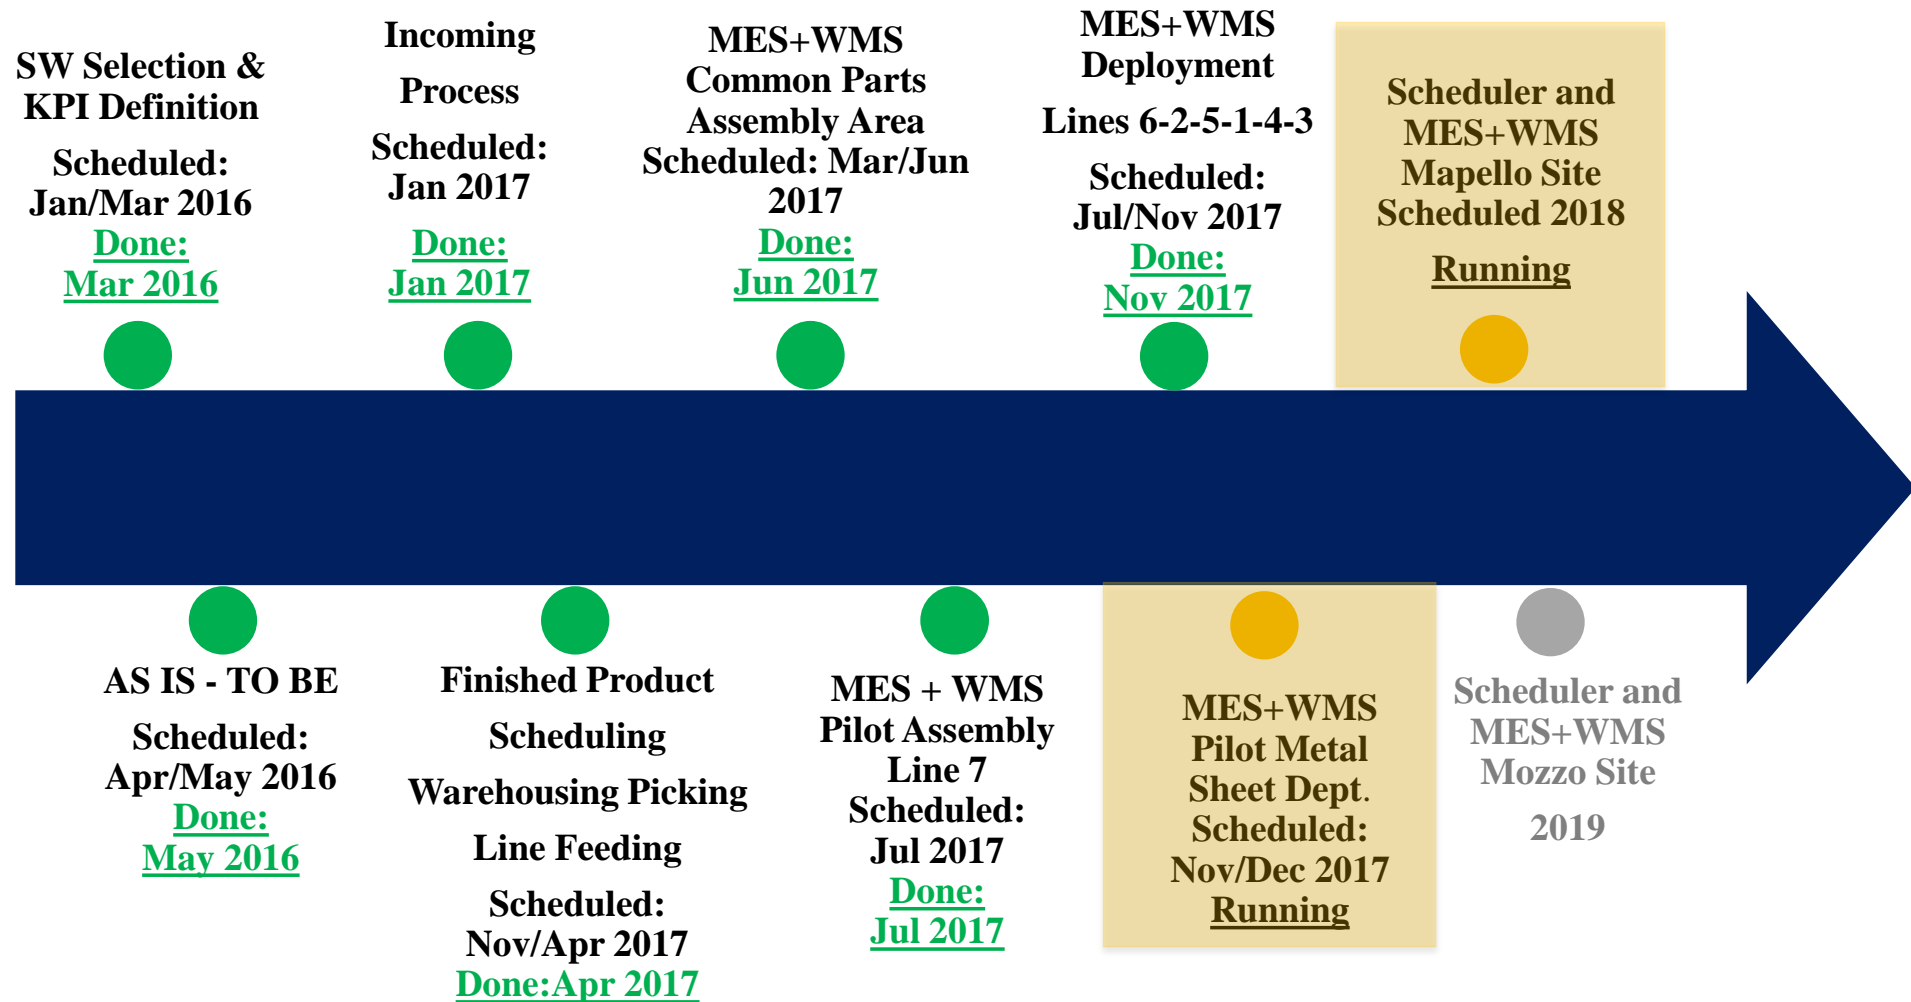 SW Selection &
KPI Definition
Scheduled:
Jan/Mar 2016
Done:
Mar 2016
Incoming
Process
Scheduled:
Jan 2017
Done:
Jan 2017
MES+WMS
Common Parts
Assembly Area
Scheduled: Mar/Jun
2017
Done:
Jun 2017
MES+WMS
Deployment
Lines 6-2-5-1-4-3
Scheduled:
Jul/Nov 2017
Done:
Nov 2017
Scheduler and
MES+WMS
Mapello Site
Scheduled 2018
Running
AS IS - TO BE
Scheduled:
Apr/May 2016
Done:
May 2016
Finished Product
Scheduling
Warehousing Picking
Line Feeding
Scheduled:
Nov/Apr 2017
Done:Apr 2017
MES + WMS
Pilot Assembly
Line 7
Scheduled:
Jul 2017
Done:
Jul 2017
MES+WMS
Pilot Metal
Sheet Dept.
Scheduled:
Nov/Dec 2017
Running
Scheduler and
MES+WMS
Mozzo Site
2019